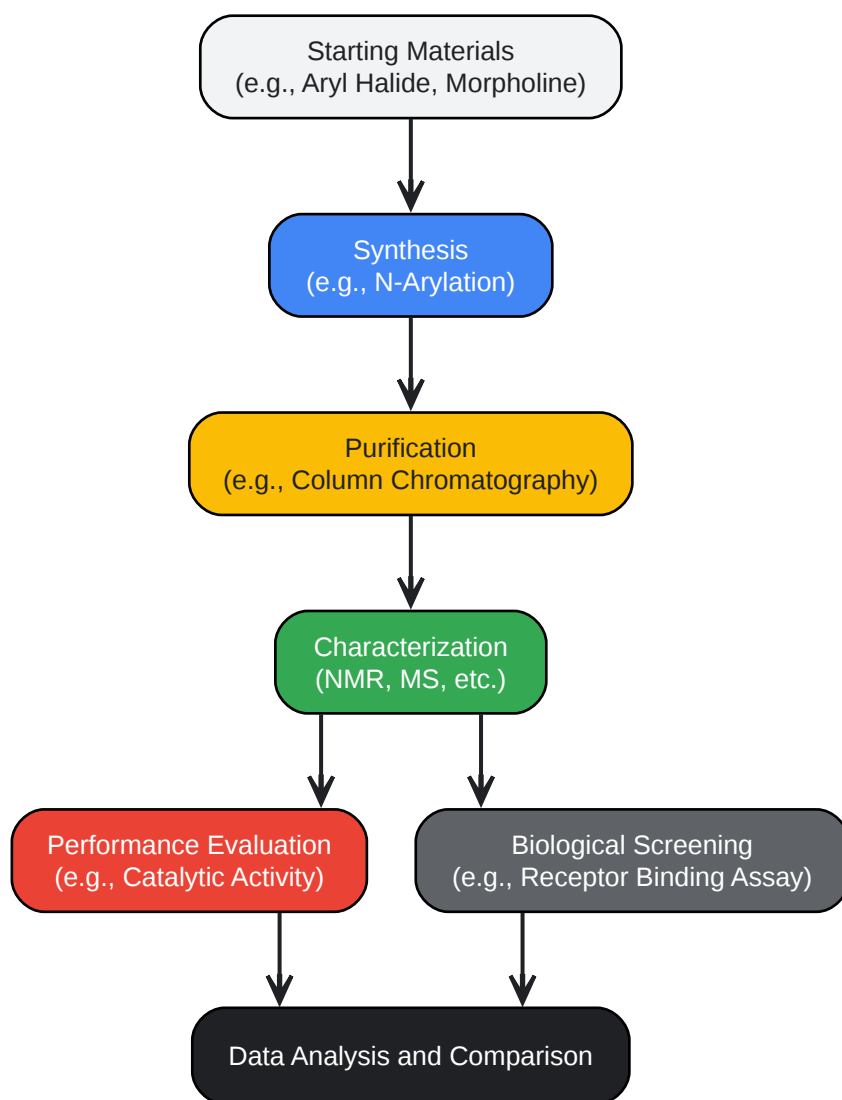 Starting Materials
(e.g., Aryl Halide, Morpholine)
Synthesis
(e.g., N-Arylation)
Purification
(e.g., Column Chromatography)
Characterization
(NMR, MS, etc.)
Performance Evaluation
(e.g., Catalytic Activity)
Biological Screening
(e.g., Receptor Binding Assay)
Data Analysis and Comparison